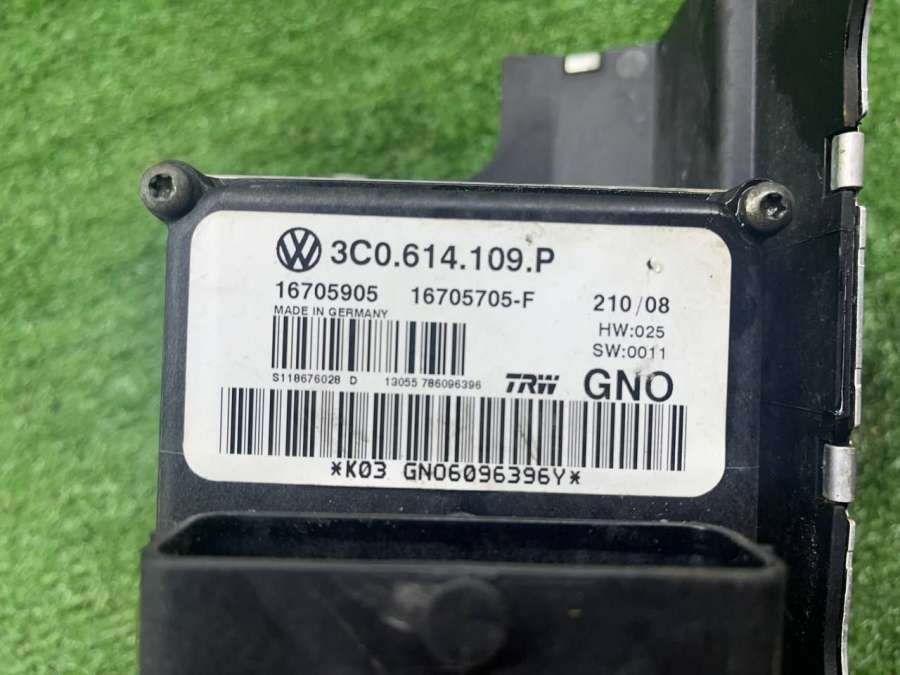 3C0.614.109.P
16705905 16705705-F 210/08
MADE IN GERMANY HW:025
SW:0011
S118676028 D 13055 786096396 TRW GNO
*K03 GNO6096396Y*